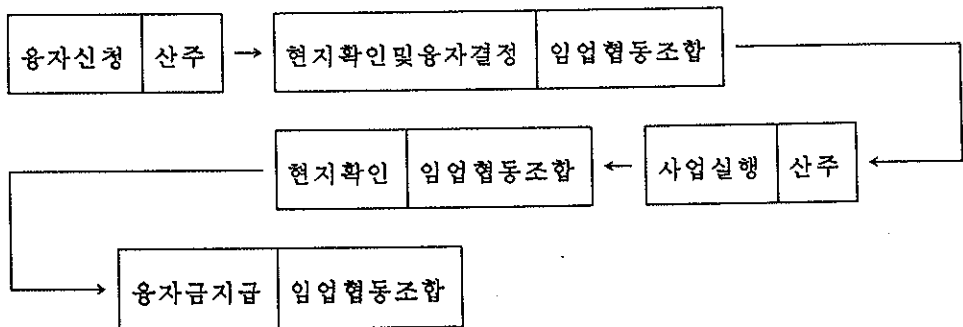 융자신청 산주 → 현지확인및융자결정 임업협동조합
현지확인 임업협동조합 ← 사업실행 산주
융자금지급 임업협동조합